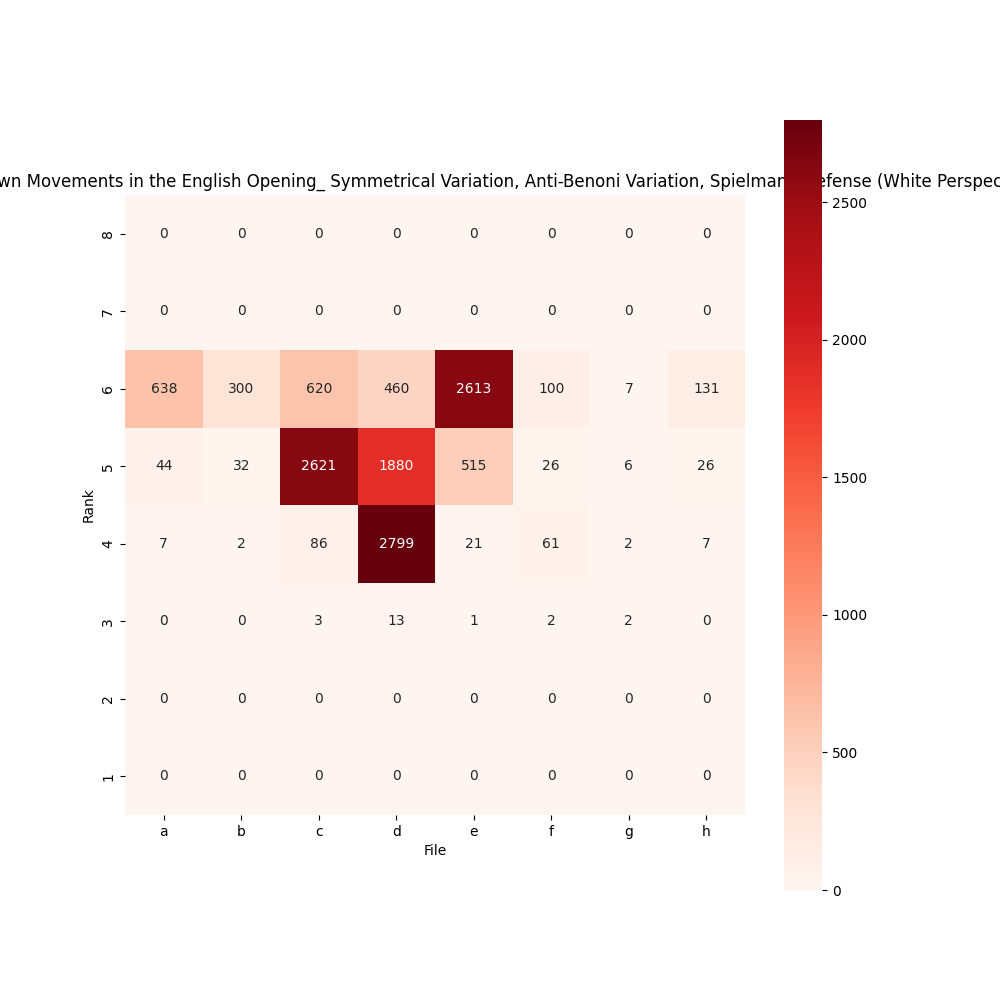 wn Movements in the English Opening_ Symmetrical Variation, Anti-Benoni Variation, Spielman efense (White Perspec
8 0 0 0 0 0 0 0 0
7 0 0 0 0 0 0 0 0
6 638 300 620 460 2613 100 7 131
5 44 32 2621 1880 515 26 6 26
4 7 2 86 2799 21 61 2 7
3 0 0 3 13 1 2 2 0
2 0 0 0 0 0 0 0 0
1 0 0 0 0 0 0 0 0
a b c d e f g h
File
Rank
2500
2000
1500
1000
500
0